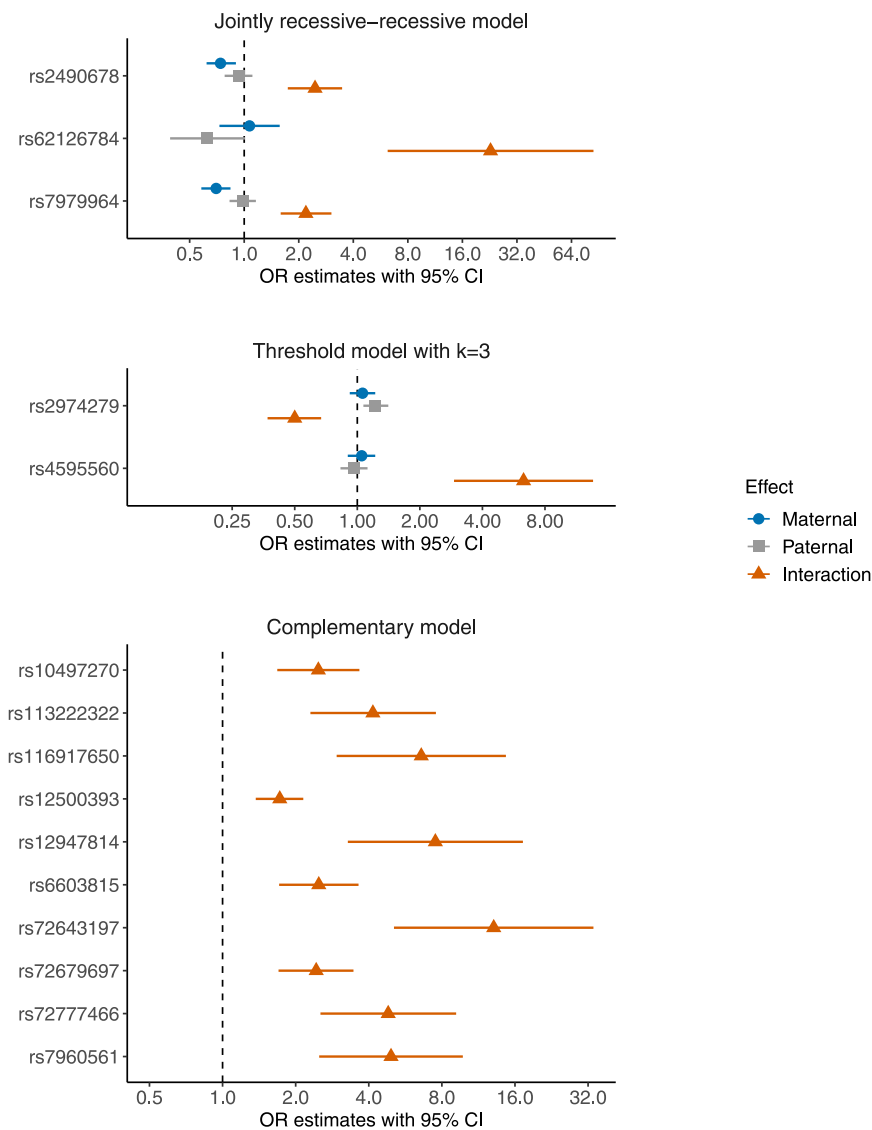 Jointly recessive−recessive model
rs2490678
rs62126784
rs7979964
0.5 1.0 2.0 4.0 8.0 16.0 32.0 64.0
OR estimates with 95% CI
Threshold model with k=3
rs2974279
rs4595560
0.25 0.50 1.00 2.00 4.00 8.00
OR estimates with 95% CI
Effect
Maternal
Paternal
Interaction
Complementary model
rs10497270
rs113222322
rs116917650
rs12500393
rs12947814
rs6603815
rs72643197
rs72679697
rs72777466
rs7960561
0.5 1.0 2.0 4.0 8.0 16.0 32.0
OR estimates with 95% CI